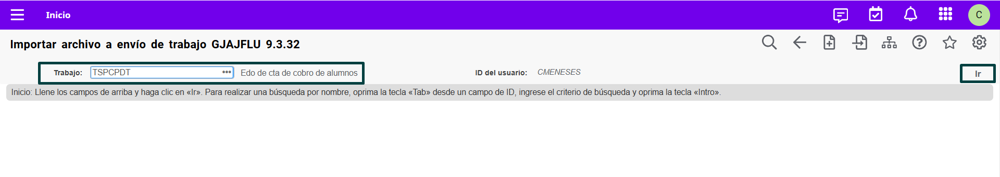 Inicio
C
Importar archivo a envío de trabajo GJAJFLU 9.3.32
Trabajo: TSPCPDT ••• Edo de cta de cobro de alumnos ID del usuario: CMENESES Ir
Inicio: Llene los campos de arriba y haga clic en «Ir». Para realizar una búsqueda por nombre, oprima la tecla «Tab» desde un campo de ID, ingrese el criterio de búsqueda y oprima la tecla «Intro».